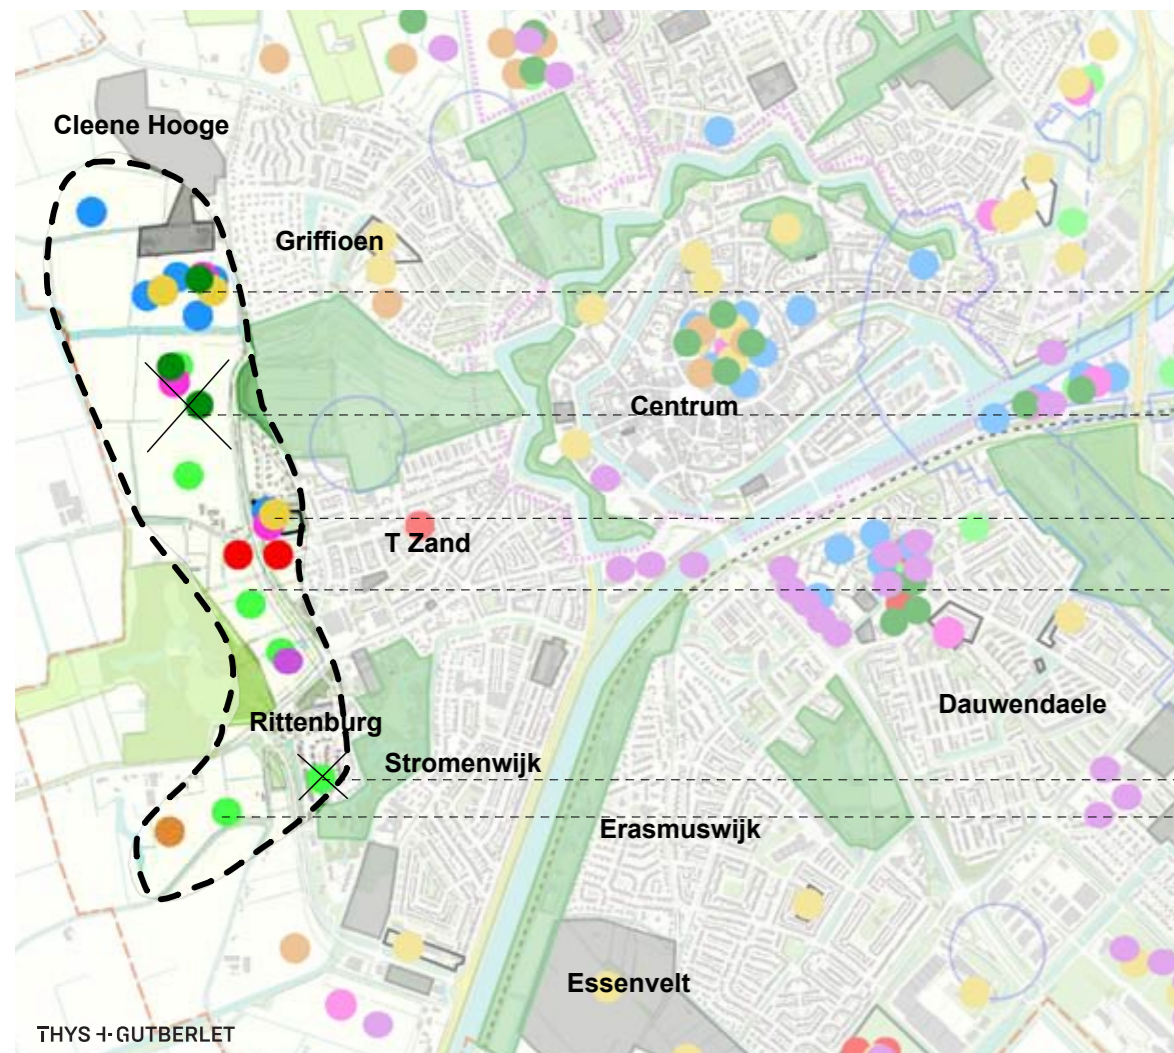 Cleene Hooge
Griffioen
Centrum
T Zand
Dauwendaele
Rittenburg
Stromenwijk
Erasmuswijk
Essenvelt
THYS + GUTBERLET